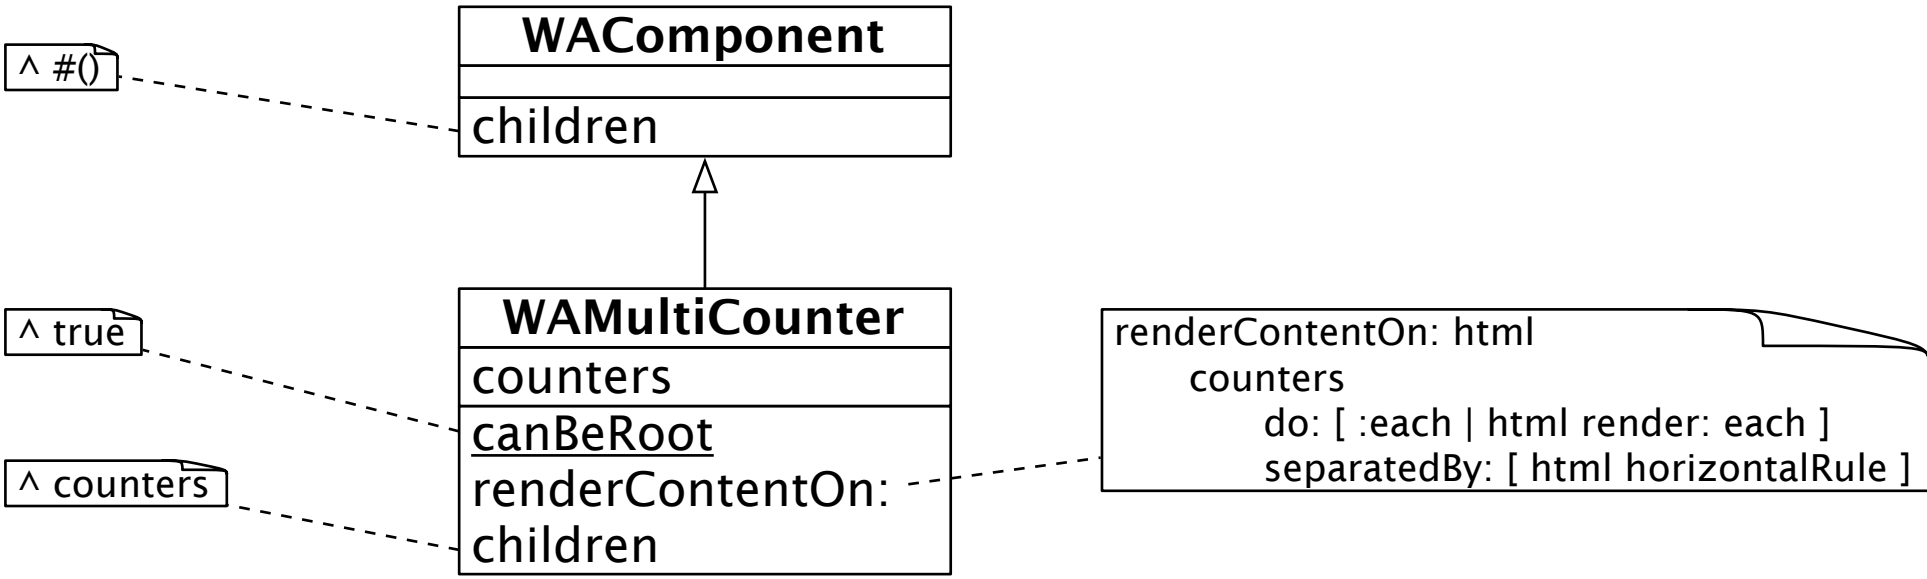 WAComponent
^ #()
children
WAMultiCounter
^ true
counters
canBeRoot
^ counters
renderContentOn:
children
renderContentOn: html
counters
do: [ :each | html render: each ]
separatedBy: [ html horizontalRule ]